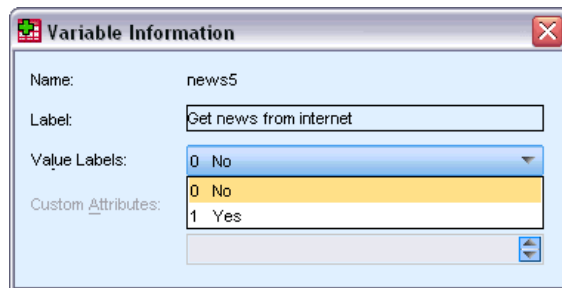 Variable Information
Name: news5
Label: Get news from internet
Value Labels: 0 No
0 No
Custom Attributes:
1 Yes